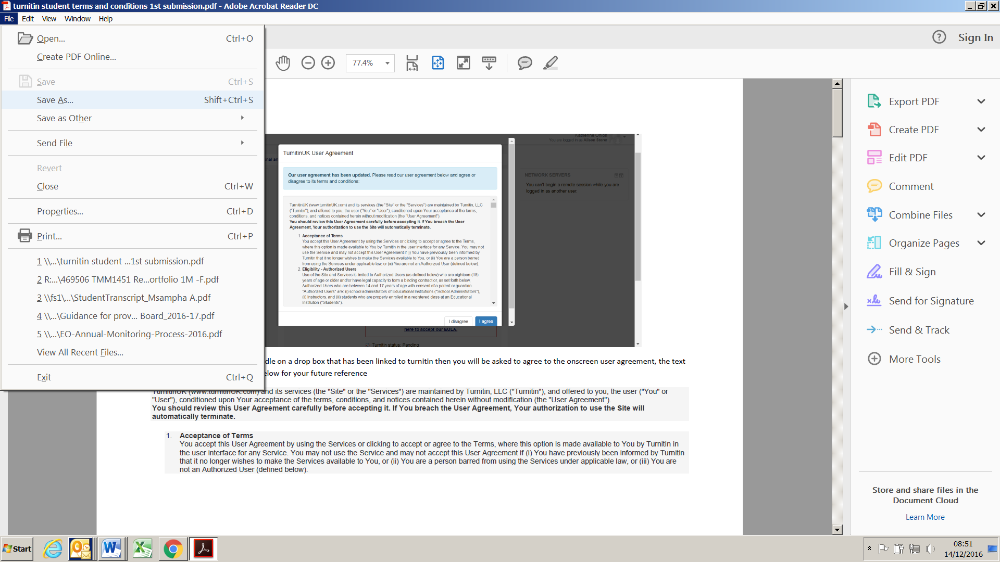 turnitin student terms and conditions 1st submission.pdf - Adobe Acrobat Reader DC
File Edit View Window Help
Open... Ctrl+O
Create PDF Online...
Save Ctrl+S
Save As... Shift+Ctrl+S
Save as Other
Send File
Revert
Close Ctrl+W
Properties... Ctrl+D
Print... Ctrl+P
1 \\...\turnitin student ...1st submission.pdf
2 R:...\469506 TMM1451 Re...ortfolio 1M -F.pdf
3 \\fs1\...\StudentTranscript_Msampha A.pdf
4 \\...\Guidance for prov... Board_2016-17.pdf
5 \\...\EO-Annual-Monitoring-Process-2016.pdf
View All Recent Files...
Exit Ctrl+Q
Sign In
77.4%
Katherine Onion
You are logged in as Alison Storer
TurnitinUK User Agreement
Our user agreement has been updated. Please read our user agreement below and agree or
disagree to its terms and conditions:
TurnitinUK (www.turnitinUK.com) and its services (the "Site" or the "Services") are maintained by Turnitin, LLC
("Turnitin"), and offered to you, the user ("You" or "User"), conditioned upon Your acceptance of the terms,
conditions, and notices contained herein without modification (the "User Agreement").
You should review this User Agreement carefully before accepting it. If You breach the User
Agreement, Your authorization to use the Site will automatically terminate.
1. Acceptance of Terms
You accept this User Agreement by using the Services or clicking to accept or agree to the Terms,
where this option is made available to You by Turnitin in the user interface for any Service. You may not
use the Service and may not accept this User Agreement if (i) You have previously been informed by
Turnitin that it no longer wishes to make the Services available to You, or (ii) You are a person barred
from using the Services under applicable law, or (iii) You are not an Authorized User (defined below).
2. Eligibility - Authorized Users
Use of the Site and Services is limited to Authorized Users (as defined below) who are eighteen (18)
years of age or older and/or have legal capacity to form a binding contract or, as set forth below,
Authorized Users who are between 14 and 17 years of age with consent of a parent or guardian.
"Authorized Users" are: (i) school administrators of Educational Institutions ("School Administrators"),
(ii) Instructors, and (iii) students who are properly enrolled in a registered class at an Educational
Institution ("Students").
I disagree I agree
NETWORK SERVERS
You can't begin a remote session while you are
logged in as another user.
here to accept our EULA.
Turnitin status: Pending
dle on a drop box that has been linked to turnitin then you will be asked to agree to the onscreen user agreement, the text
elow for your future reference
TurnitinUK (www.turnitinUK.com) and its services (the "Site" or the "Services") are maintained by Turnitin, LLC ("Turnitin"), and offered to you, the user ("You" or
"User"), conditioned upon Your acceptance of the terms, conditions, and notices contained herein without modification (the "User Agreement").
You should review this User Agreement carefully before accepting it. If You breach the User Agreement, Your authorization to use the Site will
automatically terminate.
1. Acceptance of Terms
You accept this User Agreement by using the Services or clicking to accept or agree to the Terms, where this option is made available to You by Turnitin in
the user interface for any Service. You may not use the Service and may not accept this User Agreement if (i) You have previously been informed by Turnitin
that it no longer wishes to make the Services available to You, or (ii) You are a person barred from using the Services under applicable law, or (iii) You are
not an Authorized User (defined below).
Export PDF
Create PDF
Edit PDF
Comment
Combine Files
Organize Pages
Fill & Sign
Send for Signature
Send & Track
More Tools
Store and share files in the
Document Cloud
Learn More
Start
08:51
14/12/2016